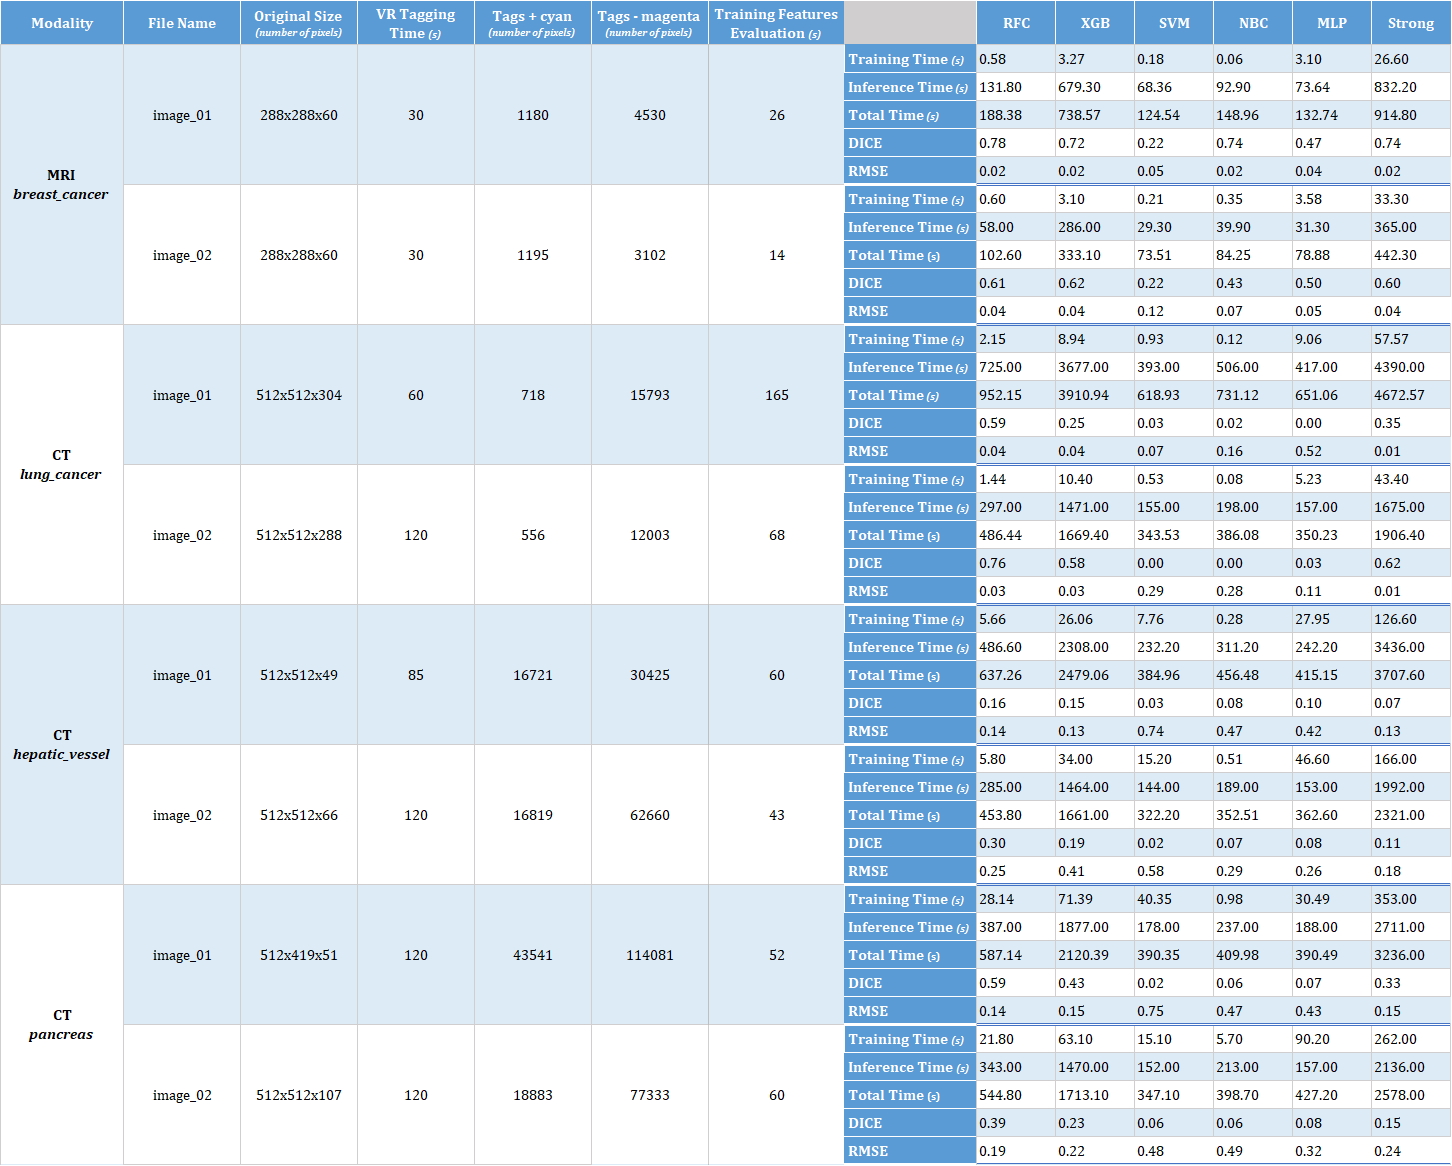 Modality File Name Original Size (number of pixels) VR Tagging Time (s) Tags + cyan (number of pixels) Tags - magenta (number of pixels) Training Features Evaluation (s) RFC XGB SVM NBC MLP Strong
MRI breast_cancer
image_01 288x288x60 30 1180 4530 26
Training Time (s) 0.58 3.27 0.18 0.06 3.10 26.60
Inference Time (s) 131.80 679.30 68.36 92.90 73.64 832.20
Total Time (s) 188.38 738.57 124.54 148.96 132.74 914.80
DICE 0.78 0.72 0.22 0.74 0.47 0.74
RMSE 0.02 0.02 0.05 0.02 0.04 0.02
image_02 288x288x60 30 1195 3102 14
Training Time (s) 0.60 3.10 0.21 0.35 3.58 33.30
Inference Time (s) 58.00 286.00 29.30 39.90 31.30 365.00
Total Time (s) 102.60 333.10 73.51 84.25 78.88 442.30
DICE 0.61 0.62 0.22 0.43 0.50 0.60
RMSE 0.04 0.04 0.12 0.07 0.05 0.04
CT lung_cancer
image_01 512x512x304 60 718 15793 165
Training Time (s) 2.15 8.94 0.93 0.12 9.06 57.57
Inference Time (s) 725.00 3677.00 393.00 506.00 417.00 4390.00
Total Time (s) 952.15 3910.94 618.93 731.12 651.06 4672.57
DICE 0.59 0.25 0.03 0.02 0.00 0.35
RMSE 0.04 0.04 0.07 0.16 0.52 0.01
image_02 512x512x288 120 556 12003 68
Training Time (s) 1.44 10.40 0.53 0.08 5.23 43.40
Inference Time (s) 297.00 1471.00 155.00 198.00 157.00 1675.00
Total Time (s) 486.44 1669.40 343.53 386.08 350.23 1906.40
DICE 0.76 0.58 0.00 0.00 0.03 0.62
RMSE 0.03 0.03 0.29 0.28 0.11 0.01
CT hepatic_vessel
image_01 512x512x49 85 16721 30425 60
Training Time (s) 5.66 26.06 7.76 0.28 27.95 126.60
Inference Time (s) 486.60 2308.00 232.20 311.20 242.20 3436.00
Total Time (s) 637.26 2479.06 384.96 456.48 415.15 3707.60
DICE 0.16 0.15 0.03 0.08 0.10 0.07
RMSE 0.14 0.13 0.74 0.47 0.42 0.13
image_02 512x512x66 120 16819 62660 43
Training Time (s) 5.80 34.00 15.20 0.51 46.60 166.00
Inference Time (s) 285.00 1464.00 144.00 189.00 153.00 1992.00
Total Time (s) 453.80 1661.00 322.20 352.51 362.60 2321.00
DICE 0.30 0.19 0.02 0.07 0.08 0.11
RMSE 0.25 0.41 0.58 0.29 0.26 0.18
CT pancreas
image_01 512x419x51 120 43541 114081 52
Training Time (s) 28.14 71.39 40.35 0.98 30.49 353.00
Inference Time (s) 387.00 1877.00 178.00 237.00 188.00 2711.00
Total Time (s) 587.14 2120.39 390.35 409.98 390.49 3236.00
DICE 0.59 0.43 0.02 0.06 0.07 0.33
RMSE 0.14 0.15 0.75 0.47 0.43 0.15
image_02 512x512x107 120 18883 77333 60
Training Time (s) 21.80 63.10 15.10 5.70 90.20 262.00
Inference Time (s) 343.00 1470.00 152.00 213.00 157.00 2136.00
Total Time (s) 544.80 1713.10 347.10 398.70 427.20 2578.00
DICE 0.39 0.23 0.06 0.06 0.08 0.15
RMSE 0.19 0.22 0.48 0.49 0.32 0.24